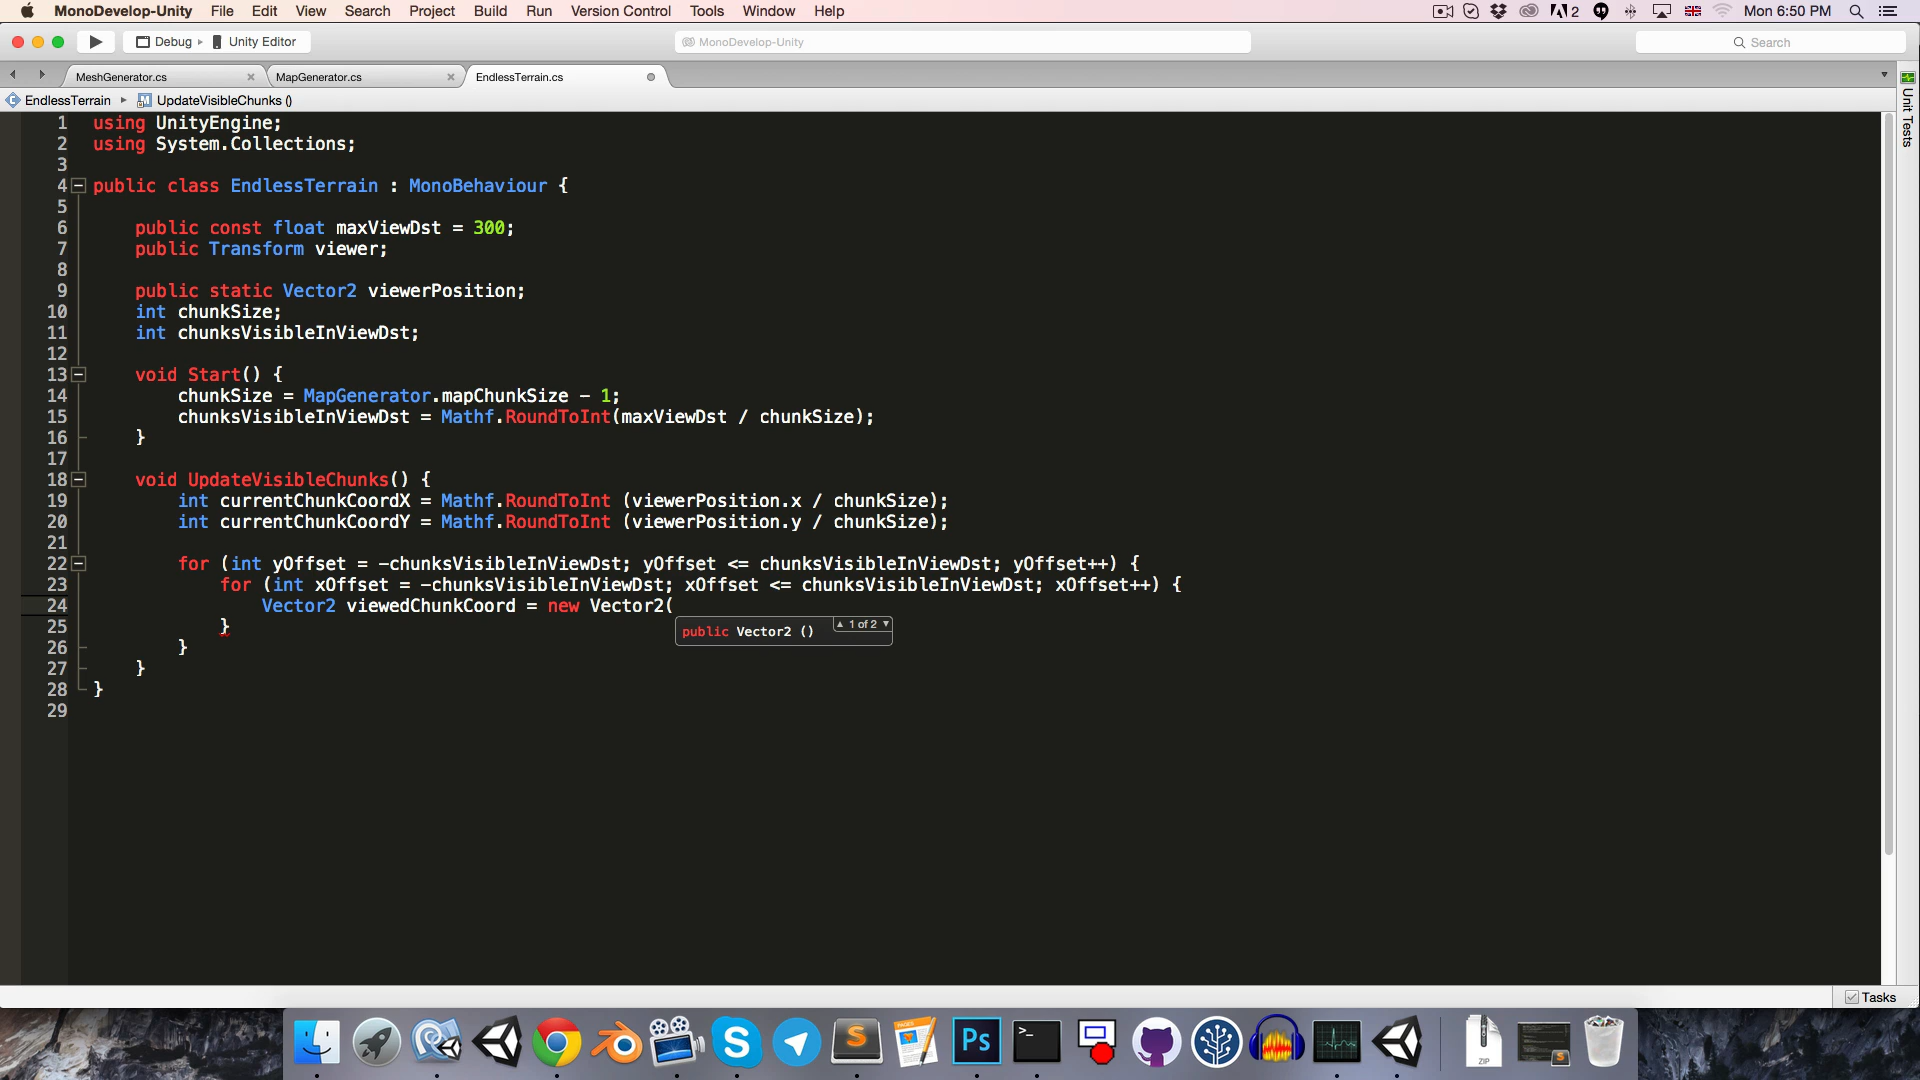 MonoDevelop-Unity File Edit View Search Project Build Run Version Control Tools Window Help 2 Mon 6:50 PM
Debug Unity Editor MonoDevelop-Unity Search
MeshGenerator.cs MapGenerator.cs EndlessTerrain.cs
EndlessTerrain UpdateVisibleChunks ()
Unit Tests
1 using UnityEngine;
2 using System.Collections;
3
4 public class EndlessTerrain : MonoBehaviour {
5
6 public const float maxViewDst = 300;
7 public Transform viewer;
8
9 public static Vector2 viewerPosition;
10 int chunkSize;
11 int chunksVisibleInViewDst;
12
13 void Start() {
14 chunkSize = MapGenerator.mapChunkSize - 1;
15 chunksVisibleInViewDst = Mathf.RoundToInt(maxViewDst / chunkSize);
16 }
17
18 void UpdateVisibleChunks() {
19 int currentChunkCoordX = Mathf.RoundToInt (viewerPosition.x / chunkSize);
20 int currentChunkCoordY = Mathf.RoundToInt (viewerPosition.y / chunkSize);
21
22 for (int yOffset = -chunksVisibleInViewDst; yOffset <= chunksVisibleInViewDst; yOffset++) {
23 for (int xOffset = -chunksVisibleInViewDst; xOffset <= chunksVisibleInViewDst; xOffset++) {
24 Vector2 viewedChunkCoord = new Vector2(
25 }
public Vector2 () ▲ 1 of 2 ▼
26 }
27 }
28 }
29
Tasks
PAGES
S
Ps
>_
ZIP
S